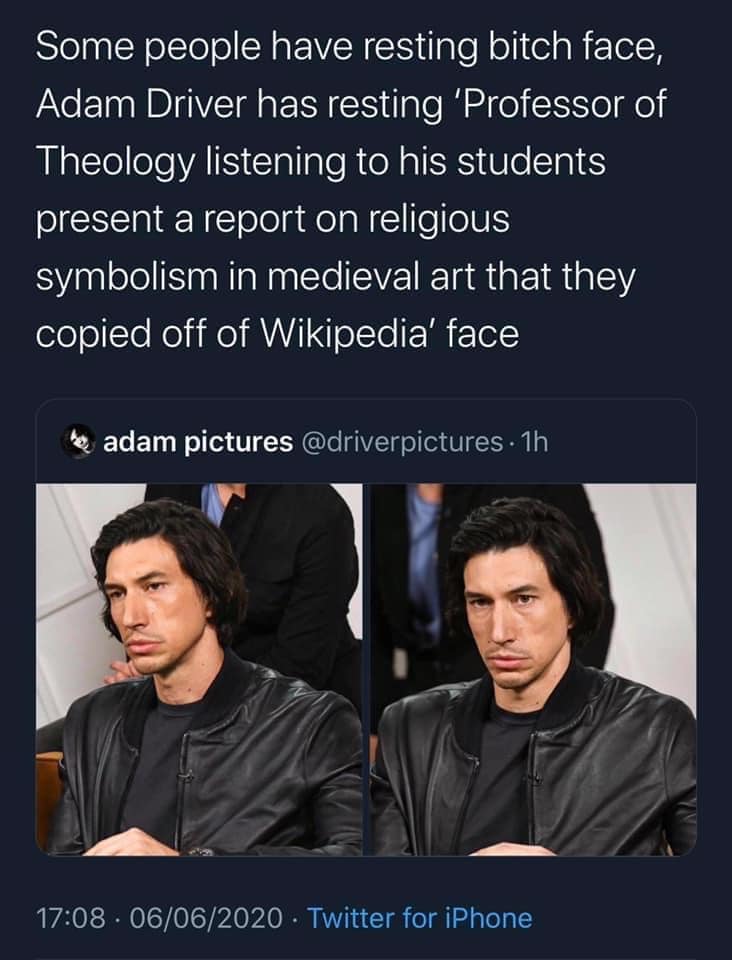 Some people have resting bitch face,
Adam Driver has resting ‘Professor of
Theology listening to his students
present a report on religious
symbolism in medieval art that they
copied off of Wikipedia’ face
adam pictures @driverpictures · 1h
17:08 · 06/06/2020 · Twitter for iPhone